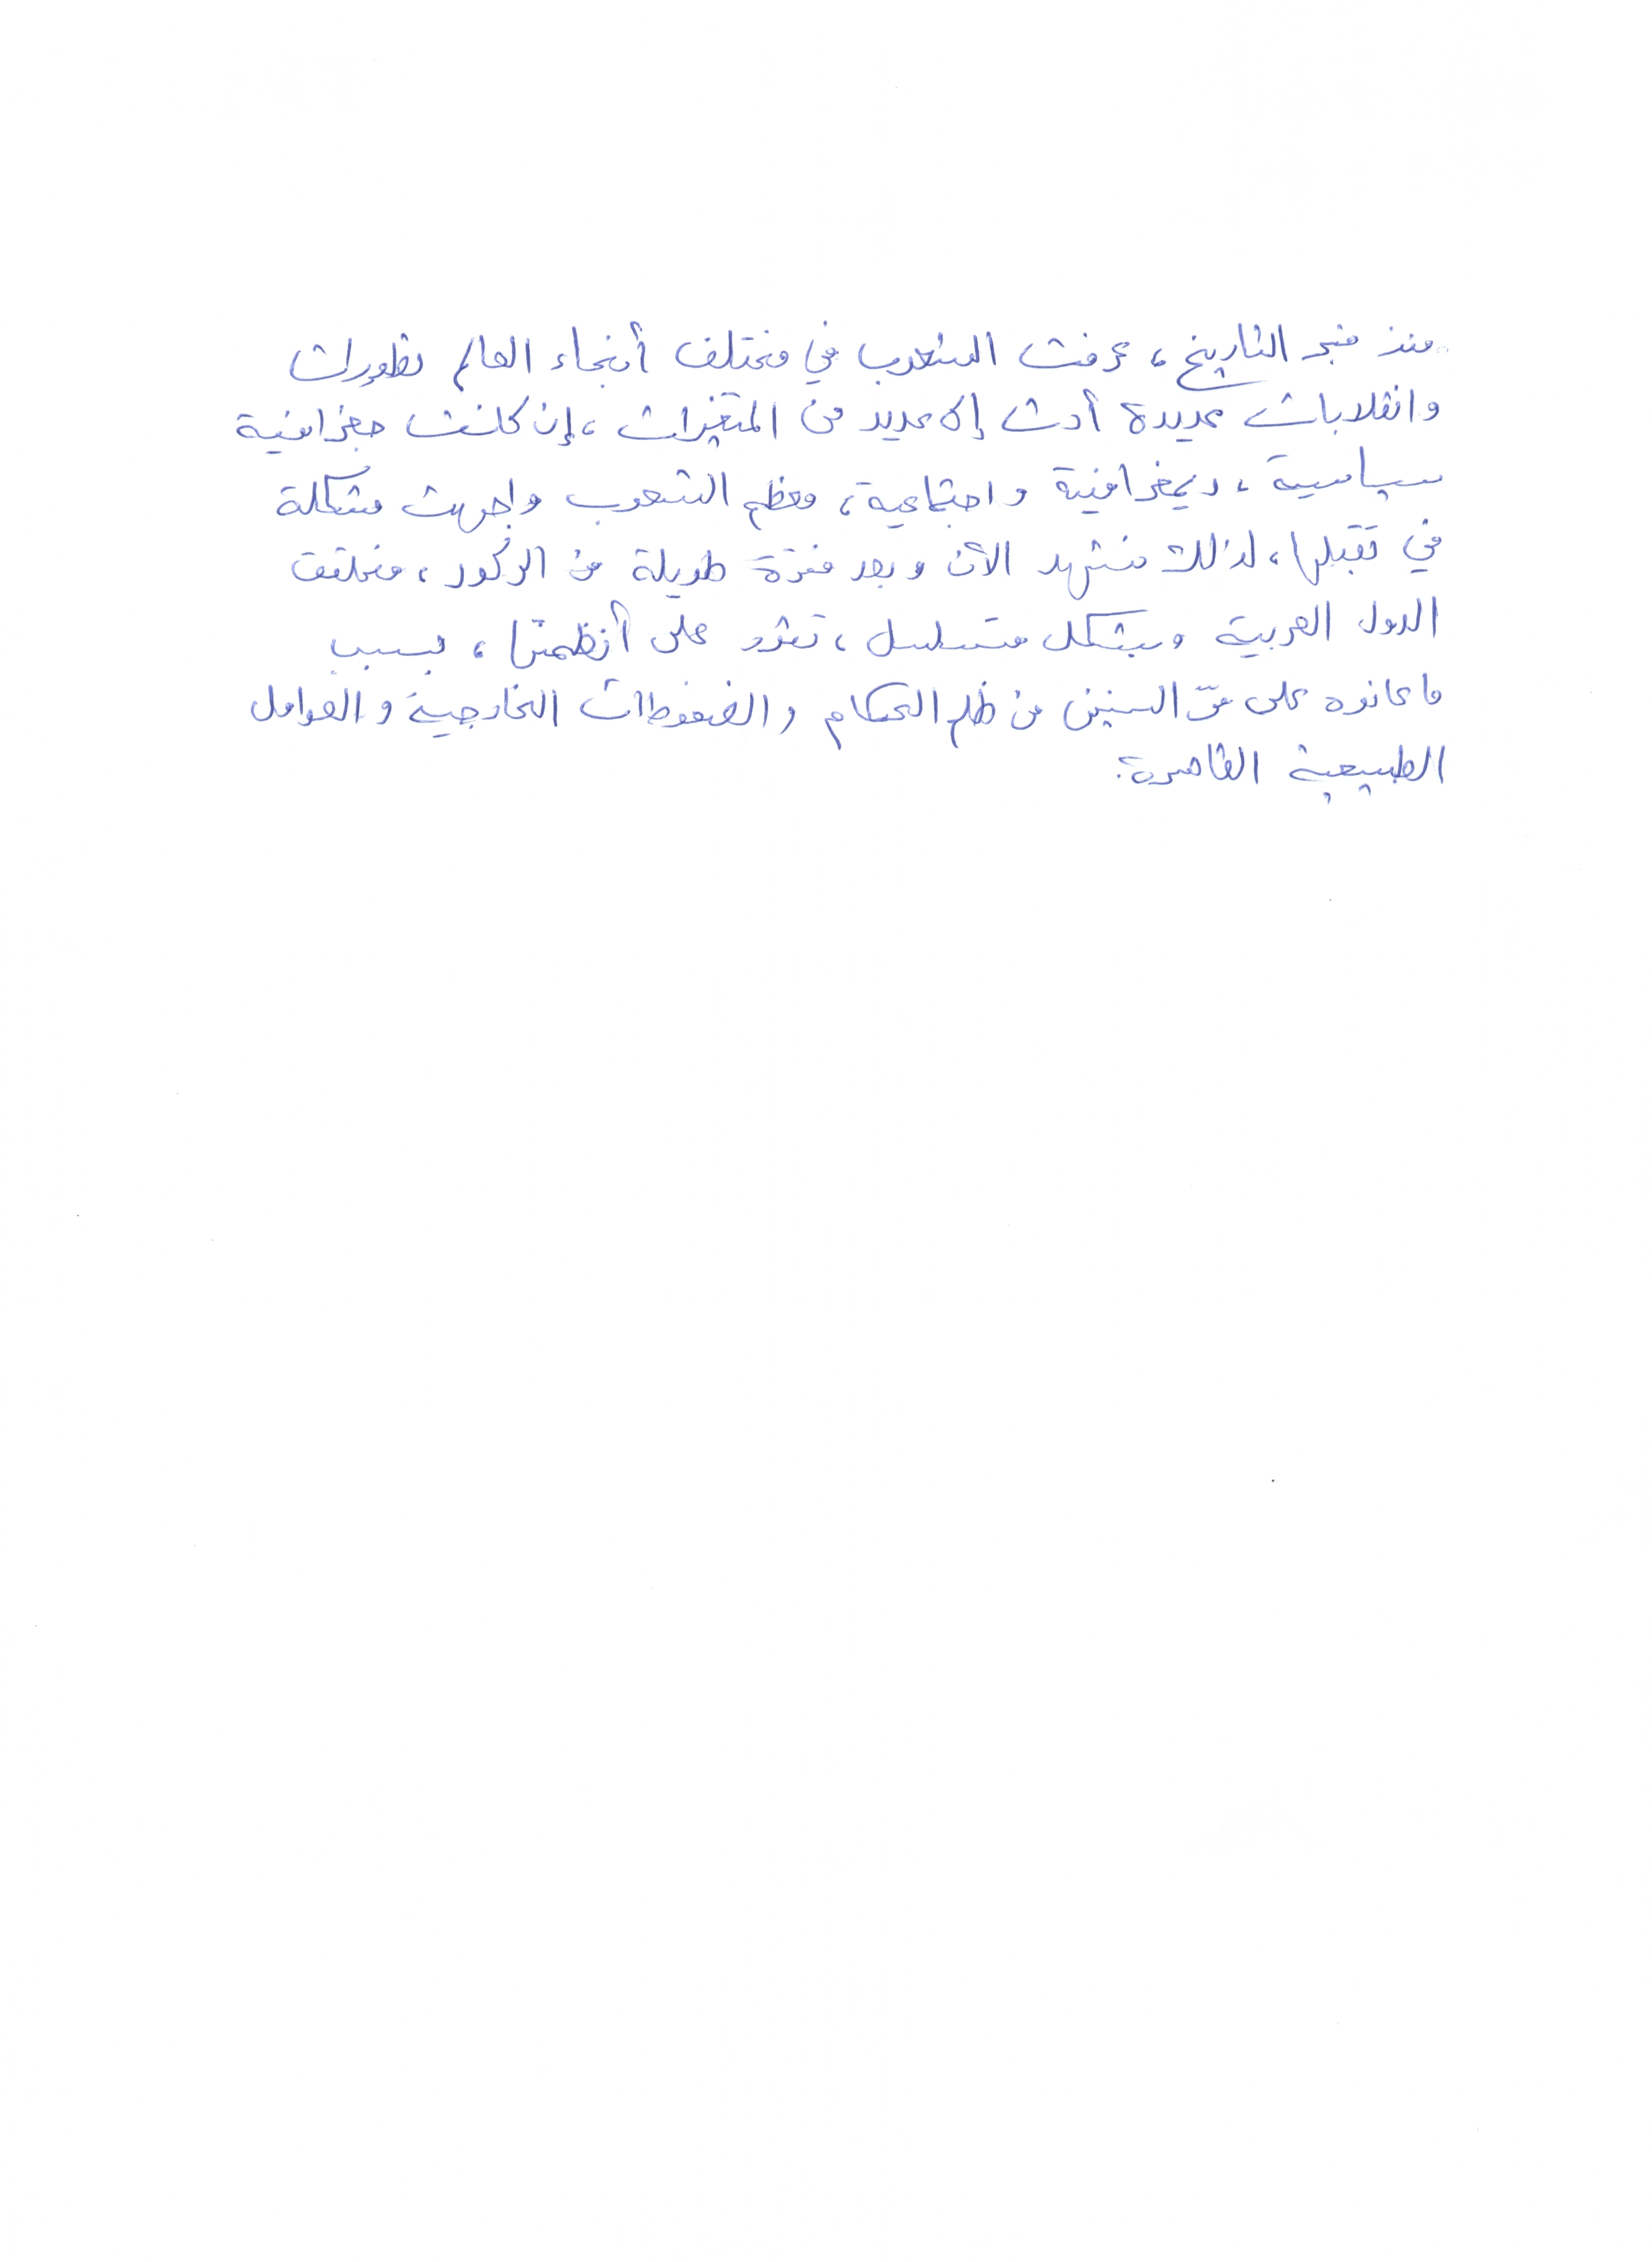 منذ فجر التاريخ، عرفت الشعوب في مختلف أنحاء العالم تطورات
وانقلابات عديدة أدت إلى عديد من المتغيرات، إن كانت جغرافية
سياسية، ديمغرافية واجتماعية، معظم الشعوب واجهت مشكلة
في تقبلها، لذلك نشهد الآن وبعد فترة طويلة من الركود، مختلف
الدول العربية وبشكل متسلسل، تثور على أنظمتها، بسبب
ما عانوه على مرّ السنين من ظلم الحكام والضغوطات الخارجية والعوامل
الطبيعية القاهرة.